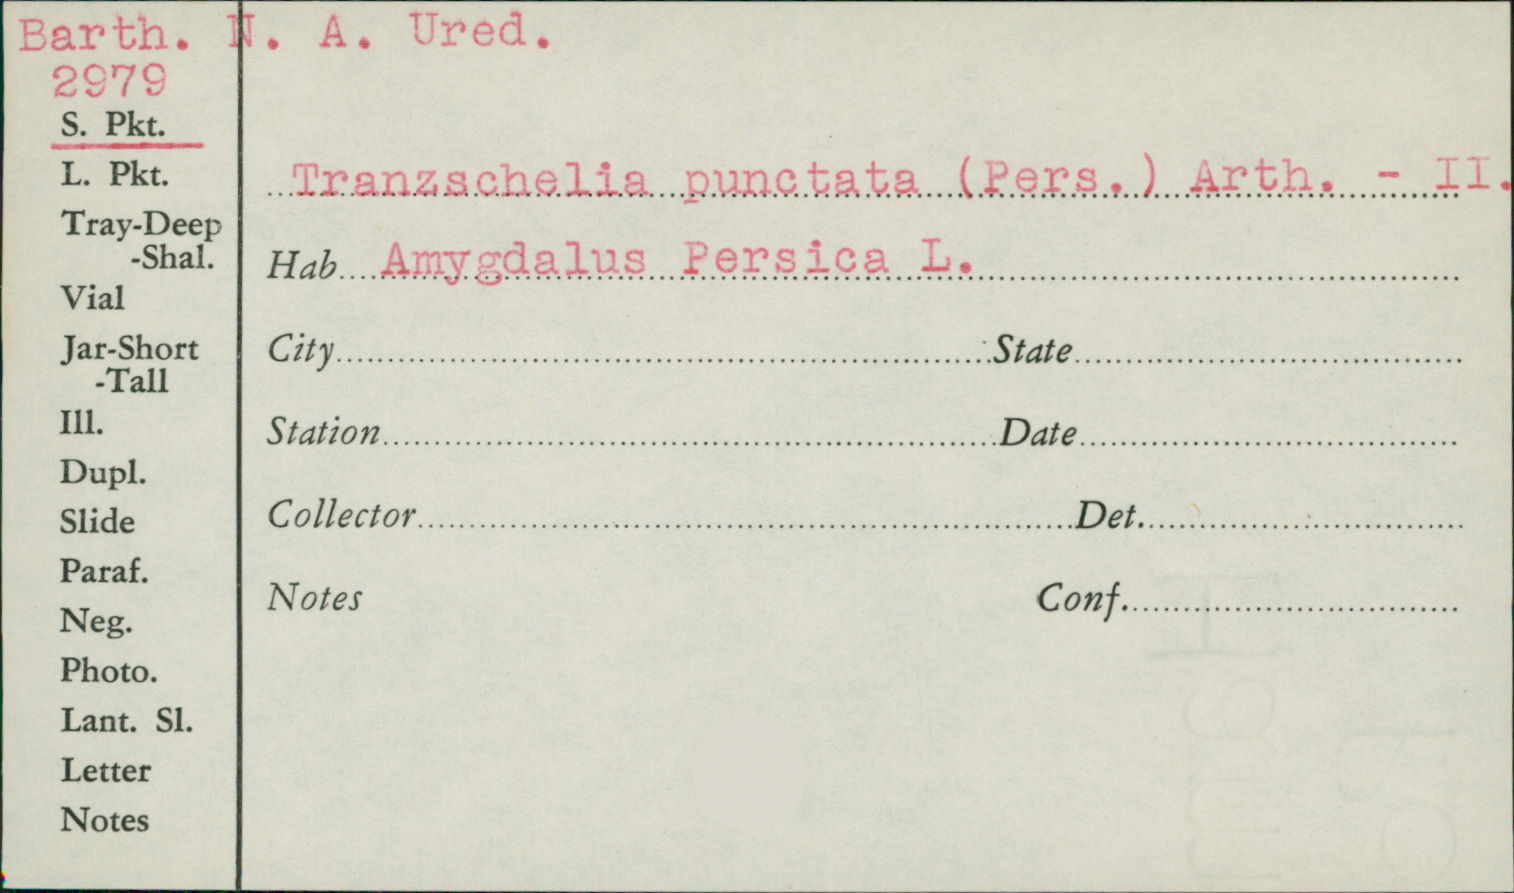 Barth. N. A. Ured.
2979
S. Pkt.
L. Pkt.
Tray-Deep
-Shal.
Vial
Jar-Short
-Tall
Ill.
Dupl.
Slide
Paraf.
Neg.
Photo.
Lant. Sl.
Letter
Notes
Tranzschelia punctata (Pers.) Arth. - II.
Hab Amygdalus Persica L.
City State
Station Date
Collector Det.
Notes Conf.